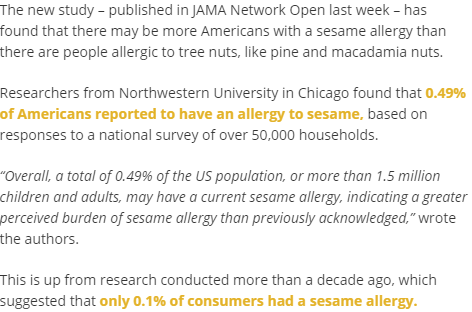 The new study – published in JAMA Network Open last week – has
found that there may be more Americans with a sesame allergy than
there are people allergic to tree nuts, like pine and macadamia nuts.
Researchers from Northwestern University in Chicago found that 0.49%
of Americans reported to have an allergy to sesame, based on
responses to a national survey of over 50,000 households.
“Overall, a total of 0.49% of the US population, or more than 1.5 million
children and adults, may have a current sesame allergy, indicating a greater
perceived burden of sesame allergy than previously acknowledged,” wrote
the authors.
This is up from research conducted more than a decade ago, which
suggested that only 0.1% of consumers had a sesame allergy.